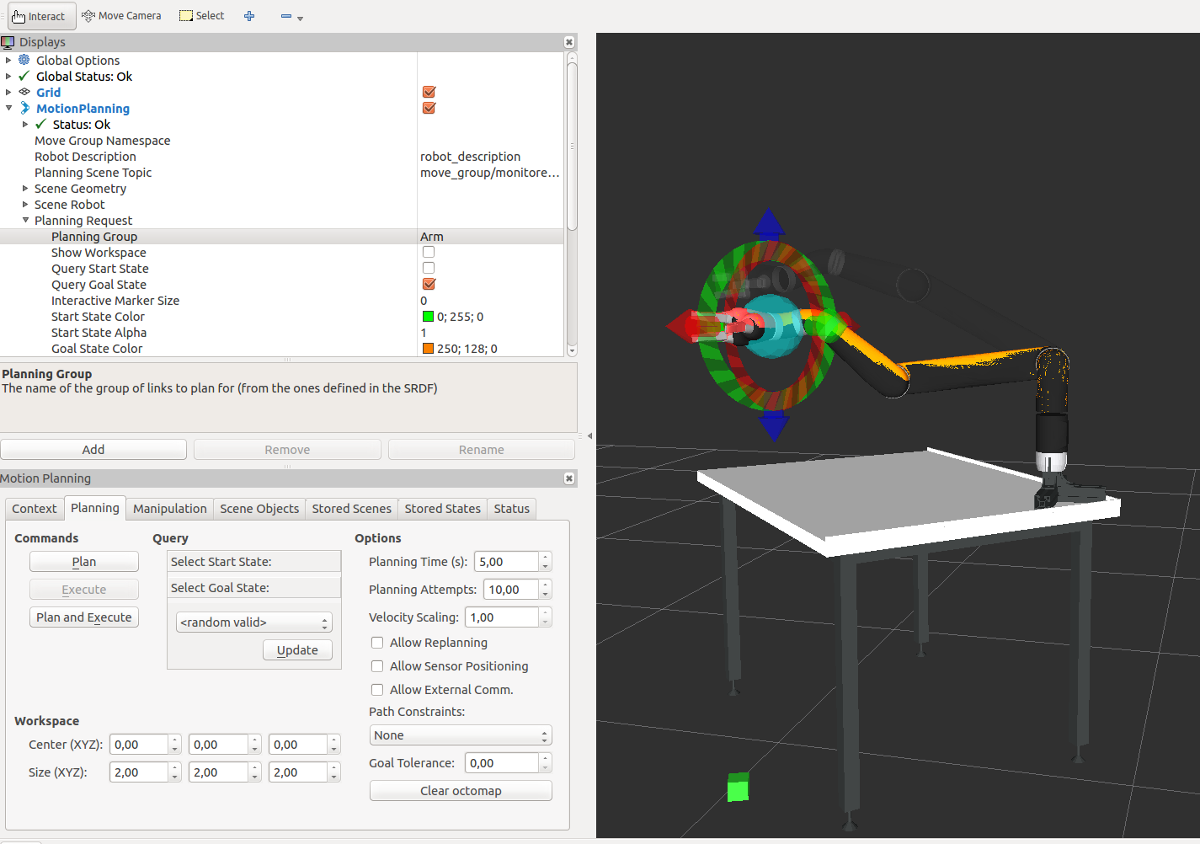 Interact Move Camera Select
Displays
Global Options
Global Status: Ok
Grid
MotionPlanning
Status: Ok
Move Group Namespace
Robot Description robot_description
Planning Scene Topic move_group/monitore...
Scene Geometry
Scene Robot
Planning Request
Planning Group Arm
Show Workspace
Query Start State
Query Goal State
Interactive Marker Size 0
Start State Color 0; 255; 0
Start State Alpha 1
Goal State Color 250; 128; 0
Planning Group
The name of the group of links to plan for (from the ones defined in the SRDF)
Add Remove Rename
Motion Planning
Context Planning Manipulation Scene Objects Stored Scenes Stored States Status
Commands
Plan
Execute
Plan and Execute
Query
Select Start State:
Select Goal State:
<random valid>
Update
Options
Planning Time (s): 5,00
Planning Attempts: 10,00
Velocity Scaling: 1,00
Allow Replanning
Allow Sensor Positioning
Allow External Comm.
Path Constraints:
None
Goal Tolerance: 0,00
Clear octomap
Workspace
Center (XYZ): 0,00 0,00 0,00
Size (XYZ): 2,00 2,00 2,00